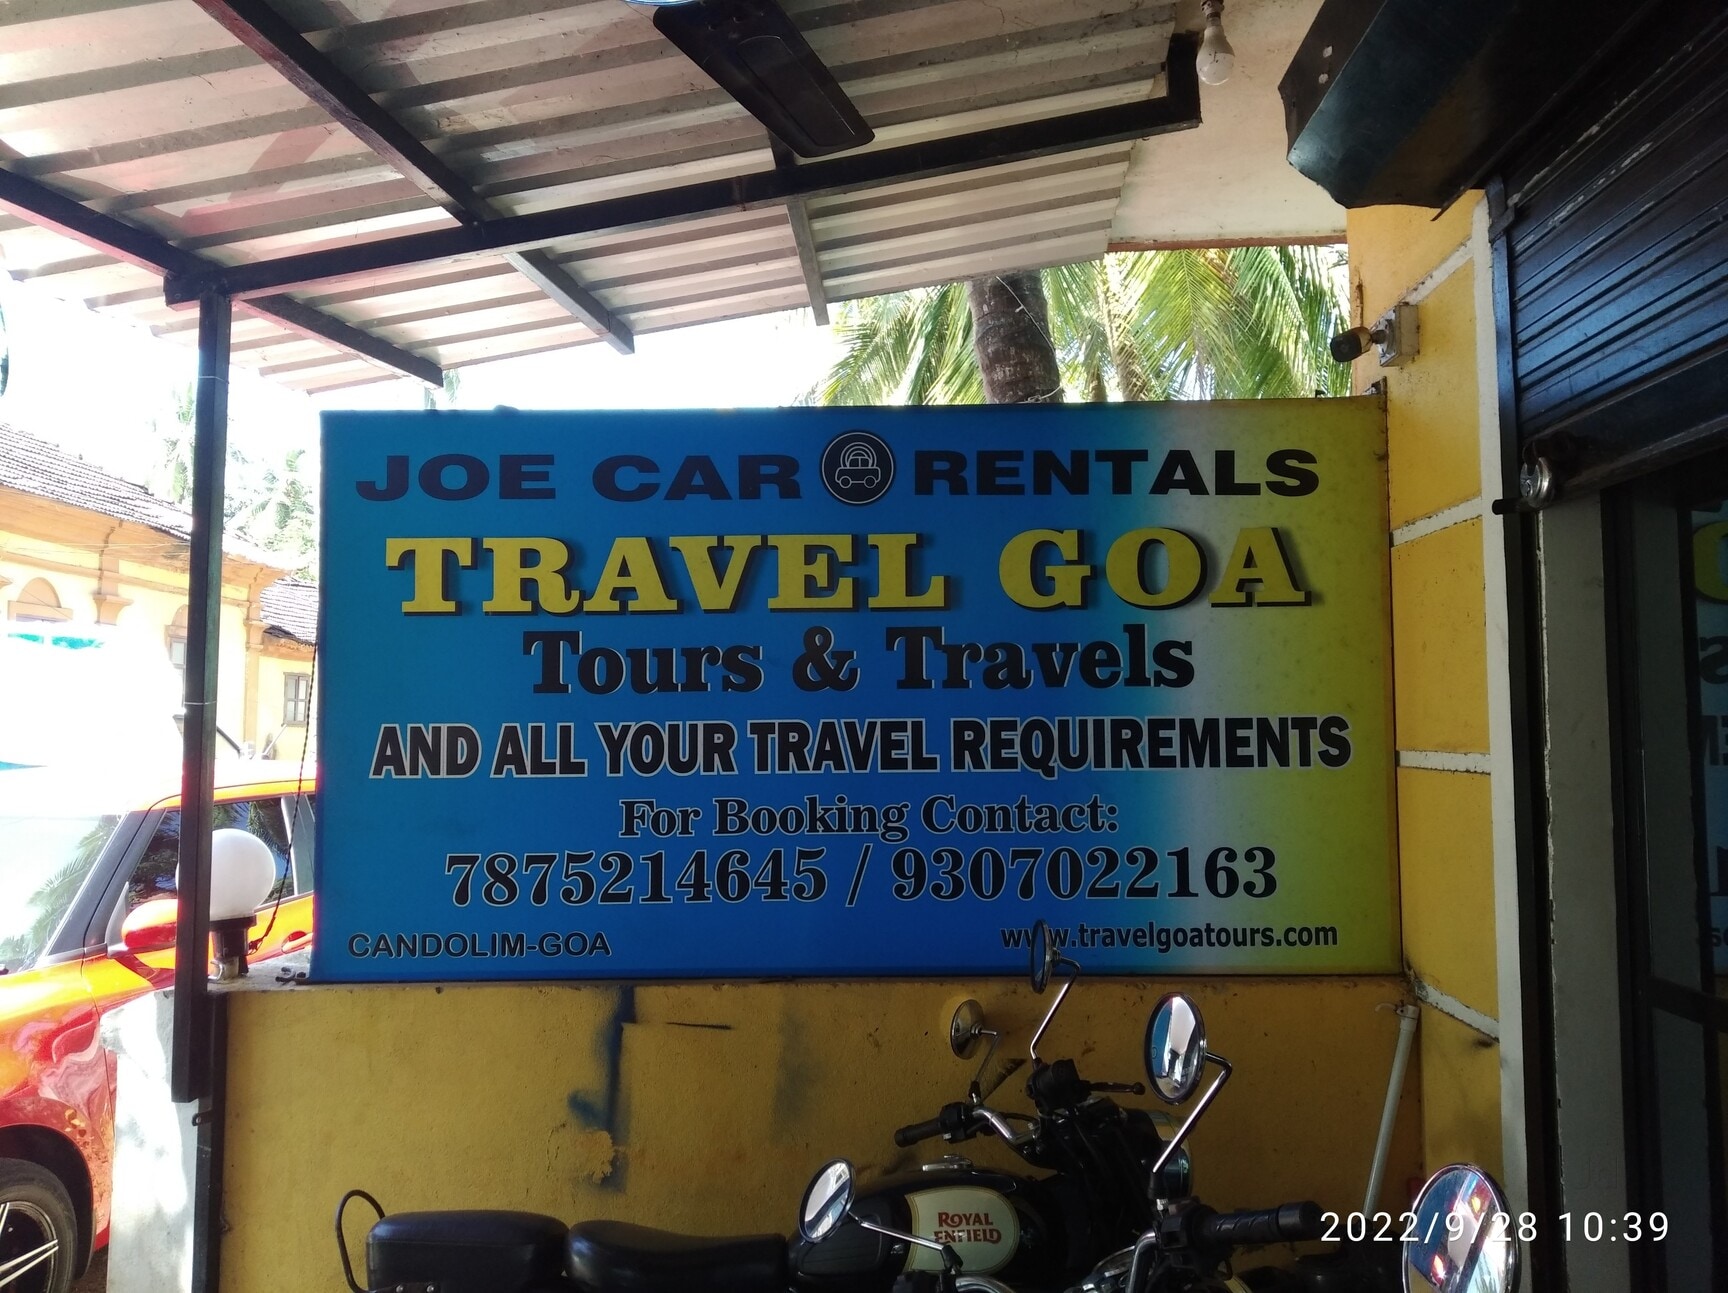 JOE CAR RENTALS
TRAVEL GOA
Tours & Travels
AND ALL YOUR TRAVEL REQUIREMENTS
For Booking Contact:
7875214645 / 9307022163
CANDOLIM-GOA
www.travelgoatours.com
ROYAL
ENFIELD
2022/9/28 10:39